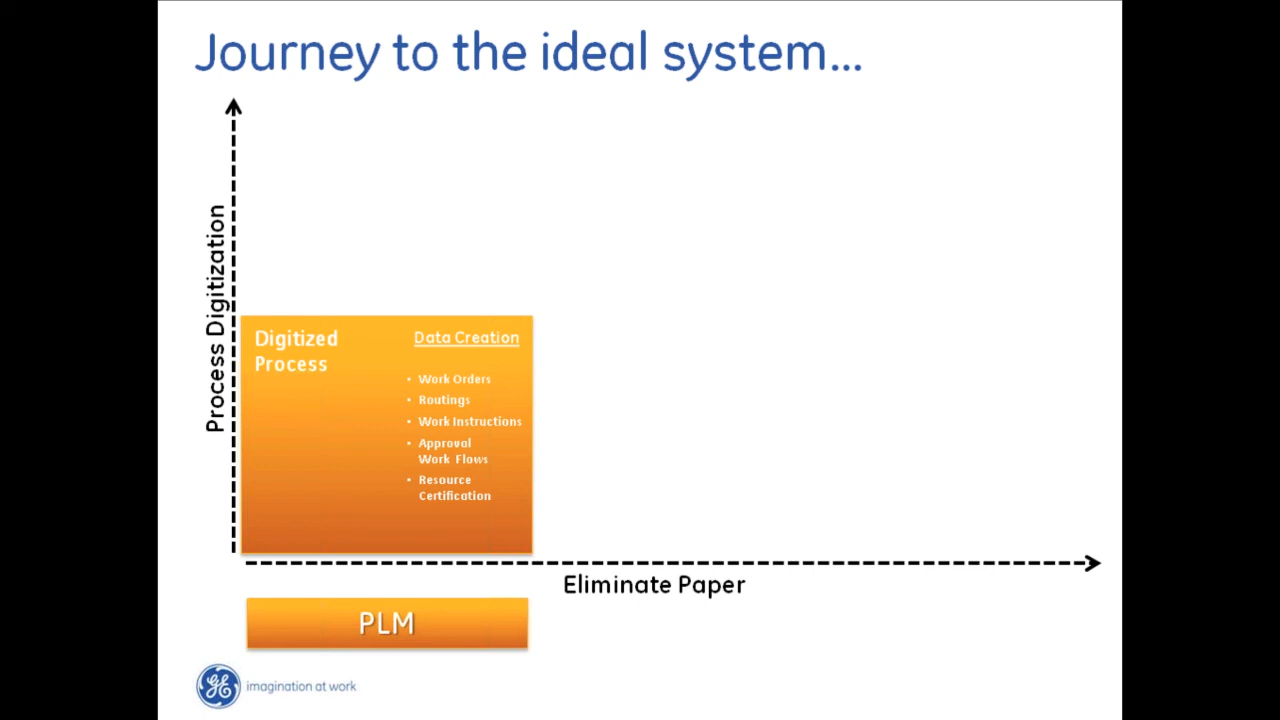 Journey to the ideal system...
Process Digitization
Digitized
Process
Data Creation
• Work Orders
• Routings
• Work Instructions
• Approval
Work Flows
• Resource
Certification
Eliminate Paper
PLM
GE imagination at work